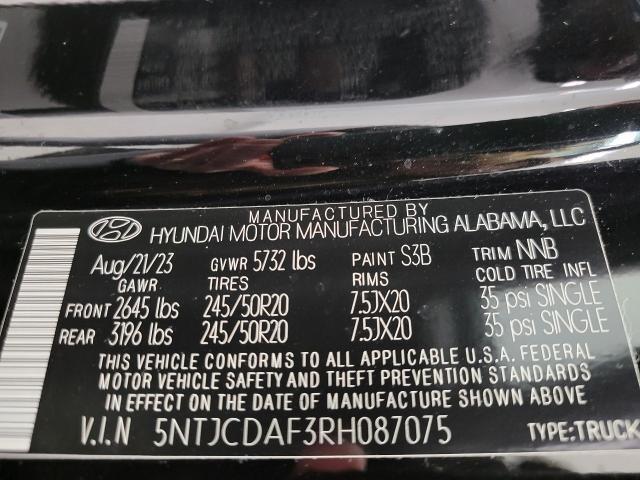 MANUFACTURED BY
HYUNDAI MOTOR MANUFACTURING ALABAMA, LLC
Aug/21/23 GVWR 5732 lbs PAINT S3B TRIM NNB
GAWR TIRES RIMS COLD TIRE INFL
FRONT 2645 lbs 245/50R20 7.5JX20 35 psi SINGLE
REAR 3196 lbs 245/50R20 7.5JX20 35 psi SINGLE
THIS VEHICLE CONFORMS TO ALL APPLICABLE U.S.A. FEDERAL
MOTOR VEHICLE SAFETY AND THEFT PREVENTION STANDARDS
IN EFFECT ON THE DATE OF MANUFACTURE SHOWN ABOVE
V.I.N 5NTJCDAF3RH087075 TYPE:TRUCK